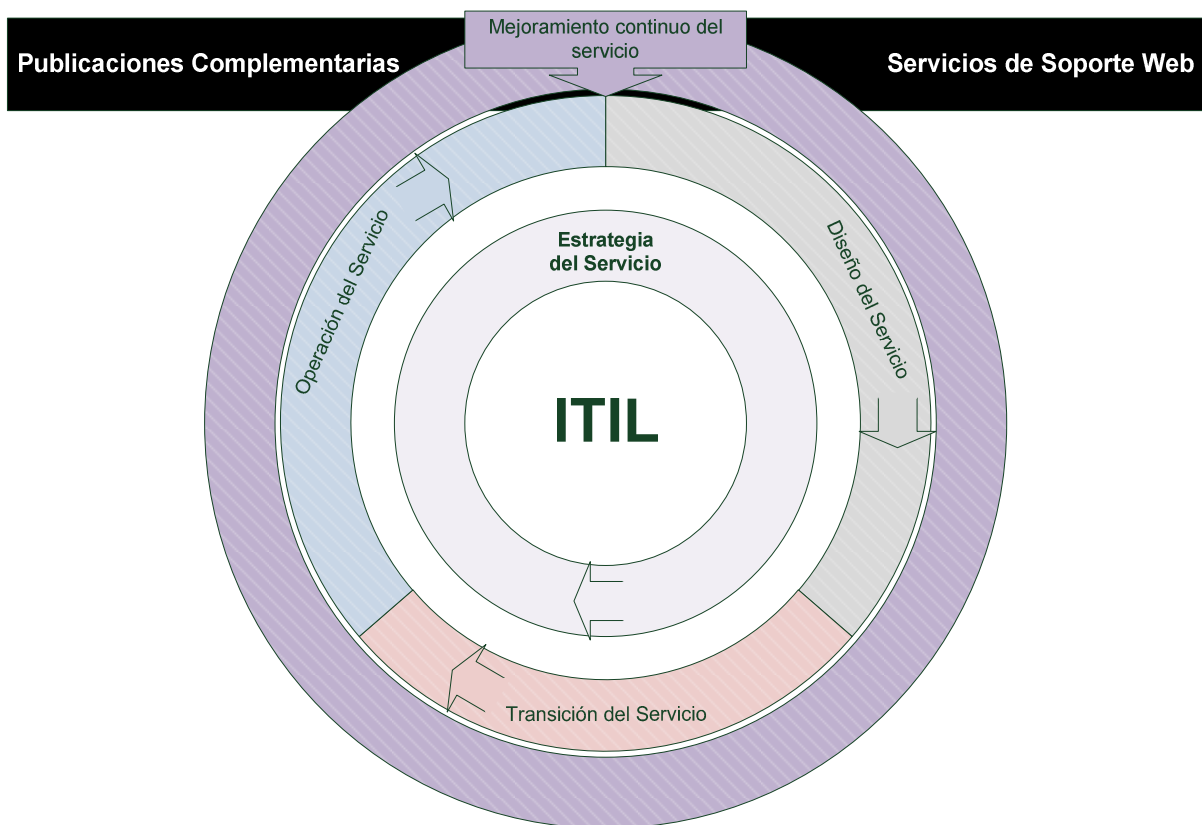 Mejoramiento continuo del
servicio
Publicaciones Complementarias
Servicios de Soporte Web
Estrategia
del Servicio
Diseño del Servicio
Operación del Servicio
ITIL
Transición del Servicio